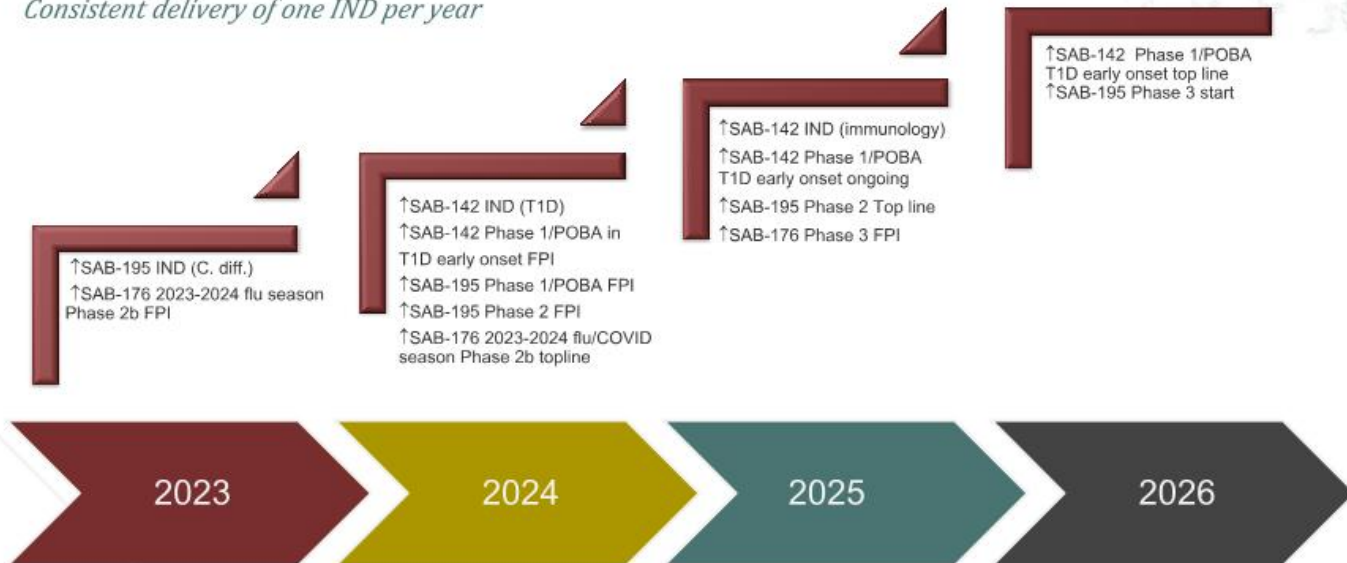 Consistent delivery of one IND per year
↑SAB-195 IND (C. diff.)
↑SAB-176 2023-2024 flu season
Phase 2b FPI
↑SAB-142 IND (T1D)
↑SAB-142 Phase 1/POBA in
T1D early onset FPI
↑SAB-195 Phase 1/POBA FPI
↑SAB-195 Phase 2 FPI
↑SAB-176 2023-2024 flu/COVID
season Phase 2b topline
↑SAB-142 IND (immunology)
↑SAB-142 Phase 1/POBA
T1D early onset ongoing
↑SAB-195 Phase 2 Top line
↑SAB-176 Phase 3 FPI
↑SAB-142 Phase 1/POBA
T1D early onset top line
↑SAB-195 Phase 3 start
2023
2024
2025
2026